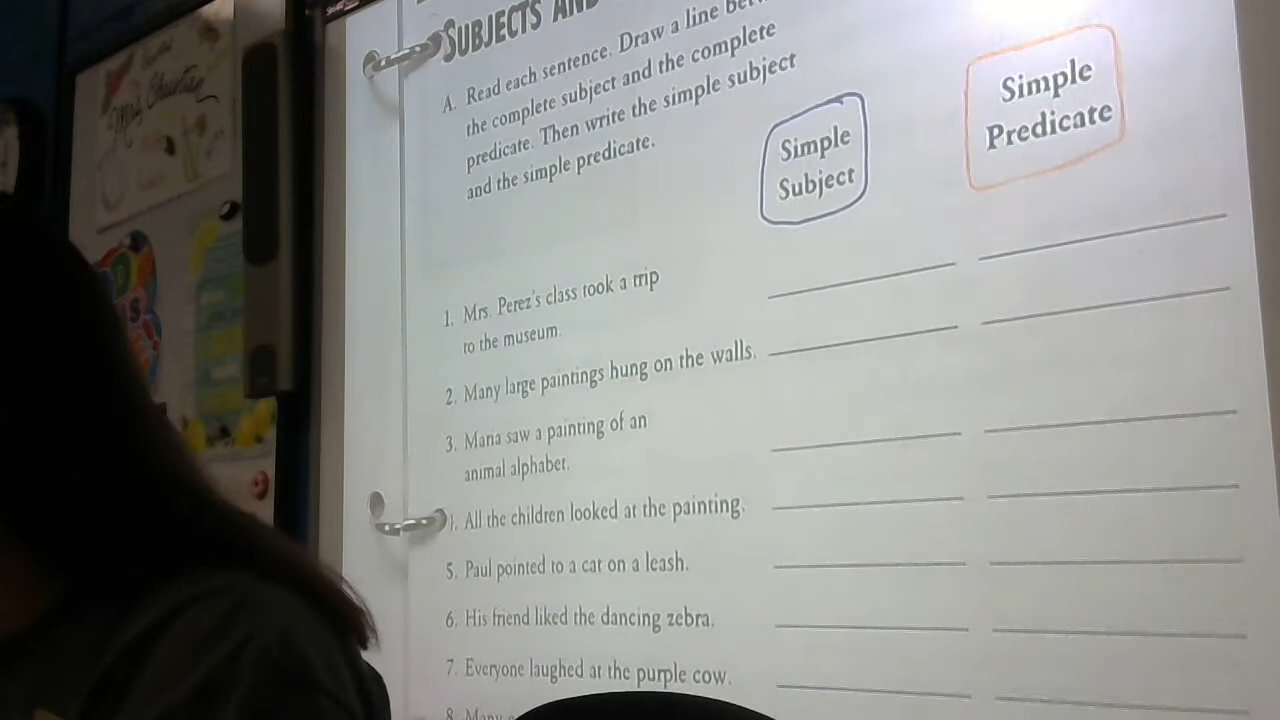 SUBJECTS AND
A. Read each sentence. Draw a line
the complete subject and the complete
predicate. Then write the simple subject
and the simple predicate.
Simple
Subject
Simple
Predicate
1. Mrs. Perez's class took a trip
to the museum.
2. Many large paintings hung on the walls.
3. Maria saw a painting of an
animal alphabet.
All the children looked at the painting.
5. Paul pointed to a cat on a leash.
6. His friend liked the dancing zebra.
7. Everyone laughed at the purple cow.
8. Many
Mrs.